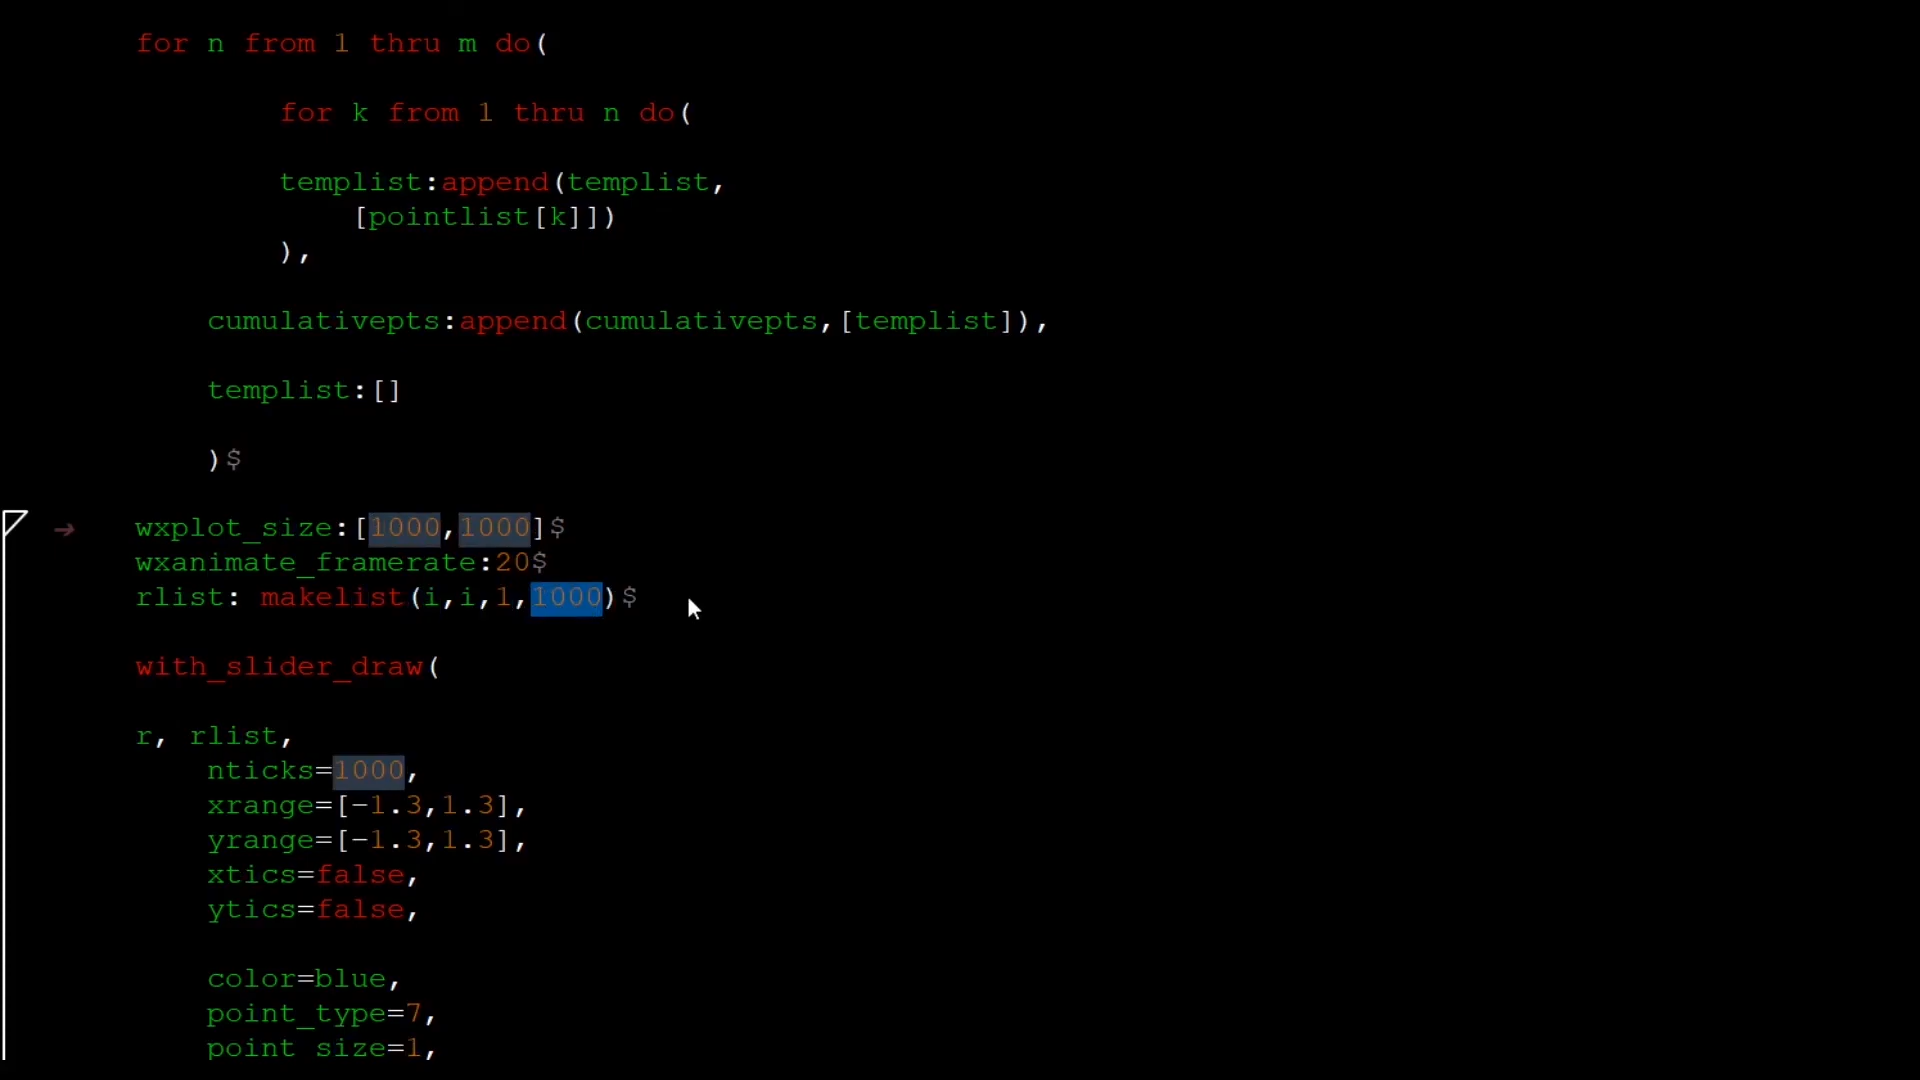 for n from 1 thru m do(
for k from 1 thru n do(
templist:append(templist,
[pointlist[k]])
),
cumulativepts:append(cumulativepts,[templist]),
templist:[]
)$
wxplot_size:[1000,1000]$
wxanimate_framerate:20$
rlist: makelist(i,i,1,1000)$
with_slider_draw(
r, rlist,
nticks=1000,
xrange=[-1.3,1.3],
yrange=[-1.3,1.3],
xtics=false,
ytics=false,
color=blue,
point_type=7,
point_size=1,